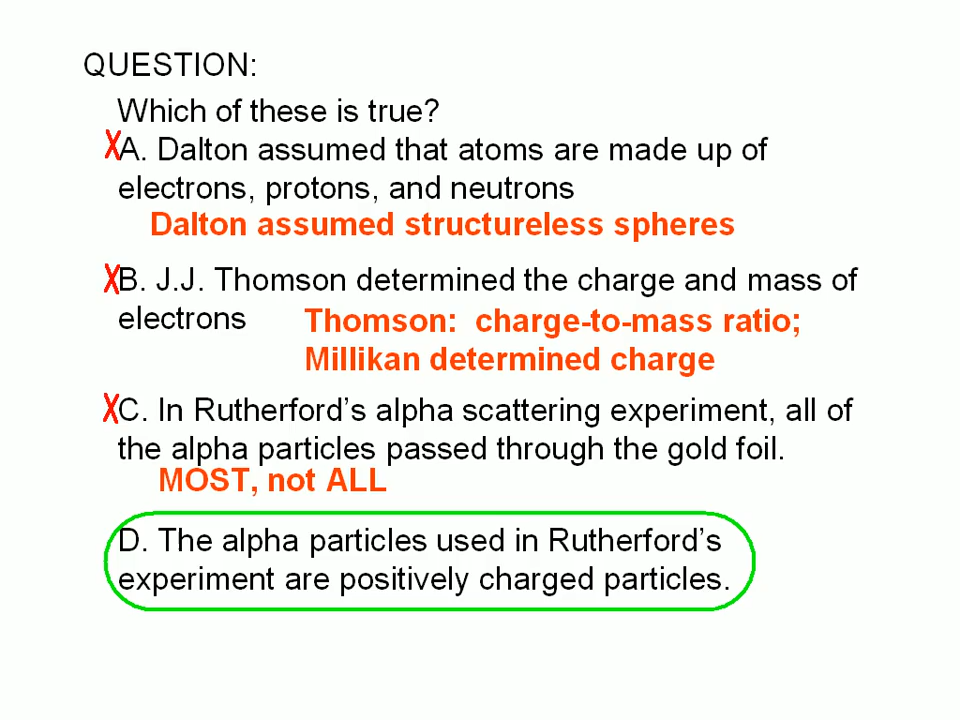 QUESTION:
Which of these is true?
XA. Dalton assumed that atoms are made up of
electrons, protons, and neutrons
Dalton assumed structureless spheres
XB. J.J. Thomson determined the charge and mass of
electrons Thomson: charge-to-mass ratio;
Millikan determined charge
XC. In Rutherford’s alpha scattering experiment, all of
the alpha particles passed through the gold foil.
MOST, not ALL
D. The alpha particles used in Rutherford’s
experiment are positively charged particles.